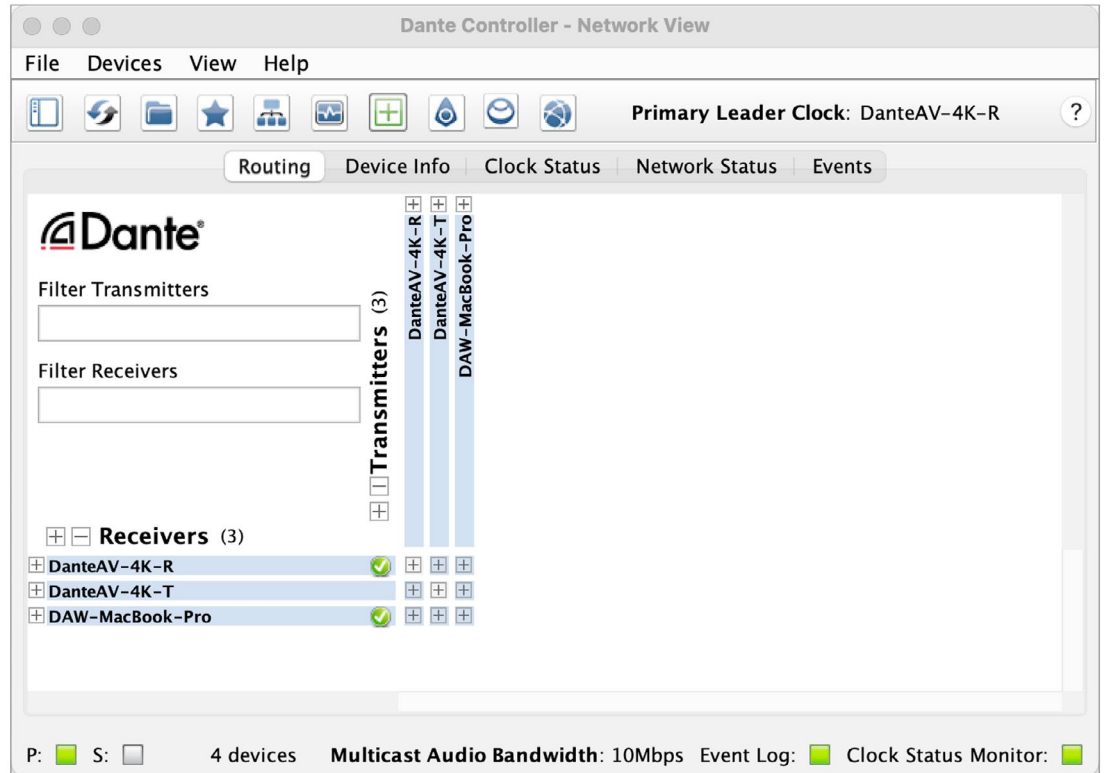 Dante Controller - Network View
File Devices View Help
Primary Leader Clock: DanteAV-4K-R ?
Routing Device Info Clock Status Network Status Events
Dante®
Filter Transmitters
Filter Receivers
Transmitters (3)
DanteAV-4K-R
DanteAV-4K-T
DAW-MacBook-Pro
Receivers (3)
DanteAV-4K-R
DanteAV-4K-T
DAW-MacBook-Pro
P: S: 4 devices Multicast Audio Bandwidth: 10Mbps Event Log: Clock Status Monitor: